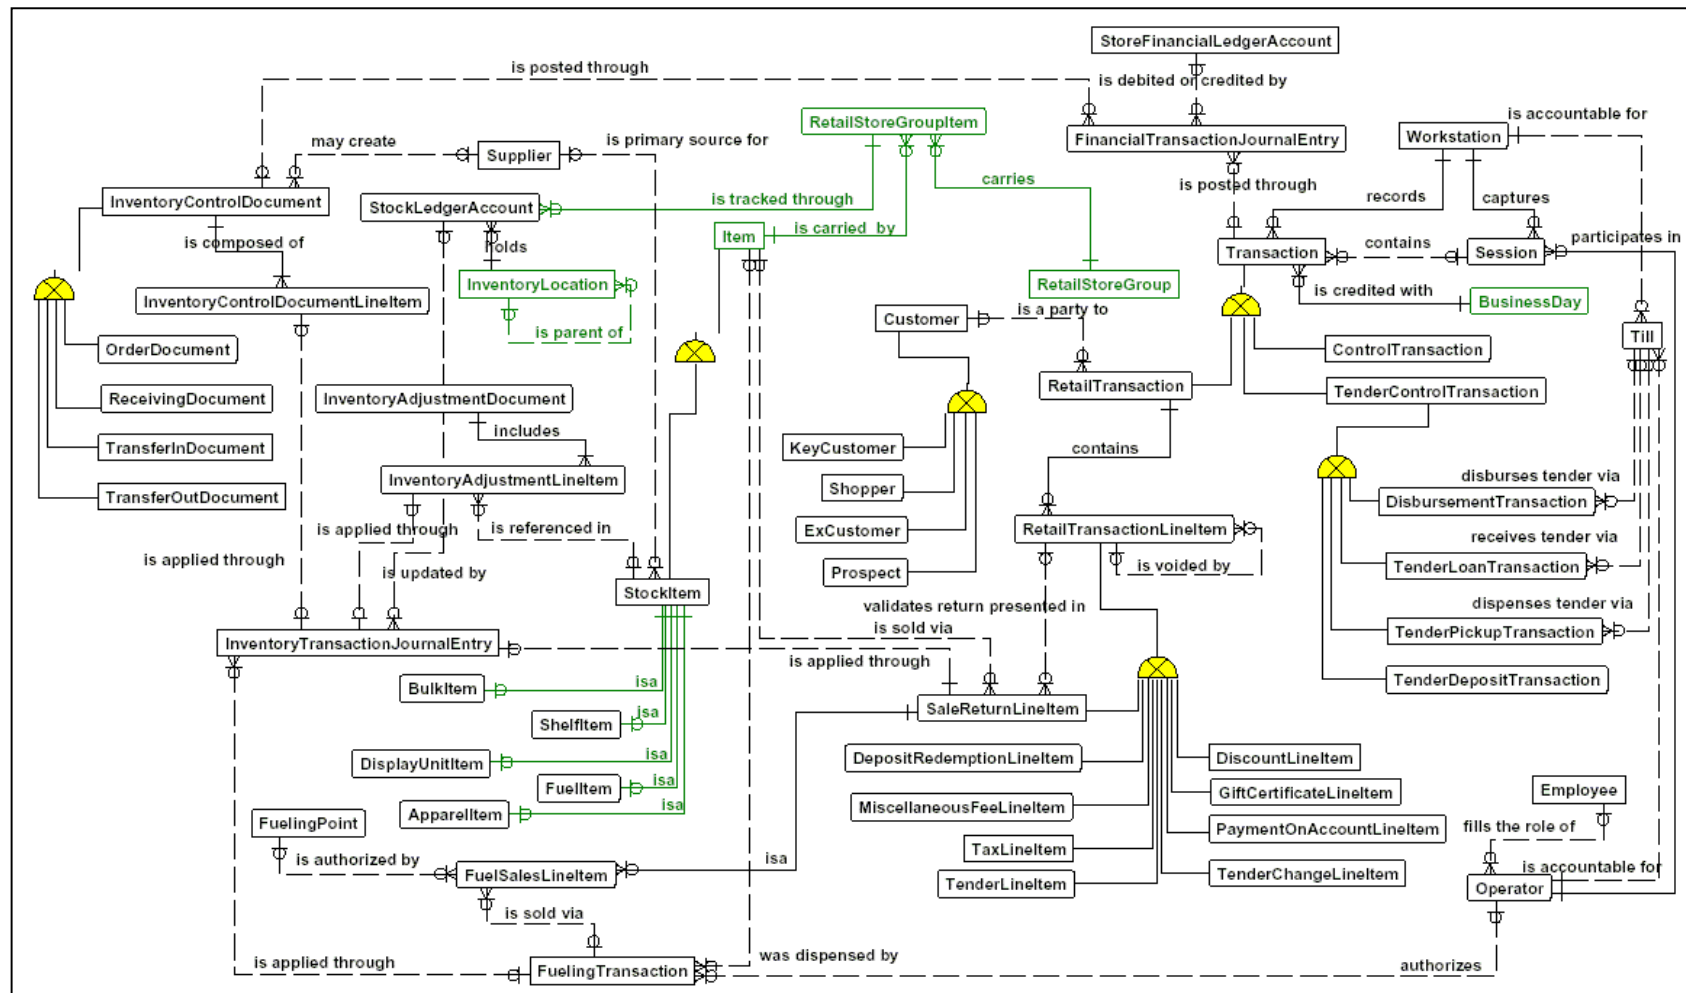 StoreFinancialLedgerAccount
is posted through
is debited or credited by
RetailStoreGroupItem
is accountable for
may create
Supplier
is primary source for
FinancialTransactionJournalEntry
Workstation
carries
is posted through
InventoryControlDocument
StockLedgerAccount
is tracked through
records
captures
is composed of
holds
Item
is carried by
Transaction
contains
Session
participates in
InventoryControlDocumentLineItem
InventoryLocation
RetailStoreGroup
is credited with
BusinessDay
is parent of
Customer
is a party to
Till
OrderDocument
ControlTransaction
ReceivingDocument
InventoryAdjustmentDocument
RetailTransaction
TenderControlTransaction
includes
TransferInDocument
KeyCustomer
contains
InventoryAdjustmentLineItem
Shopper
disburses tender via
TransferOutDocument
DisbursementTransaction
is applied through
is referenced in
ExCustomer
RetailTransactionLineItem
receives tender via
is applied through
is updated by
Prospect
is voided by
TenderLoanTransaction
StockItem
validates return presented in
dispenses tender via
is sold via
InventoryTransactionJournalEntry
TenderPickupTransaction
is applied through
BulkItem
isa
TenderDepositTransaction
ShelfItem
isa
SaleReturnLineItem
DisplayUnitItem
isa
DepositRedemptionLineItem
DiscountLineItem
FuelItem
isa
GiftCertificateLineItem
Employee
ApparelItem
isa
MiscellaneousFeeLineItem
FuelingPoint
PaymentOnAccountLineItem
fills the role of
is authorized by
isa
TaxLineItem
FuelSalesLineItem
TenderLineItem
TenderChangeLineItem
is accountable for
Operator
is sold via
is applied through
FuelingTransaction
was dispensed by
authorizes